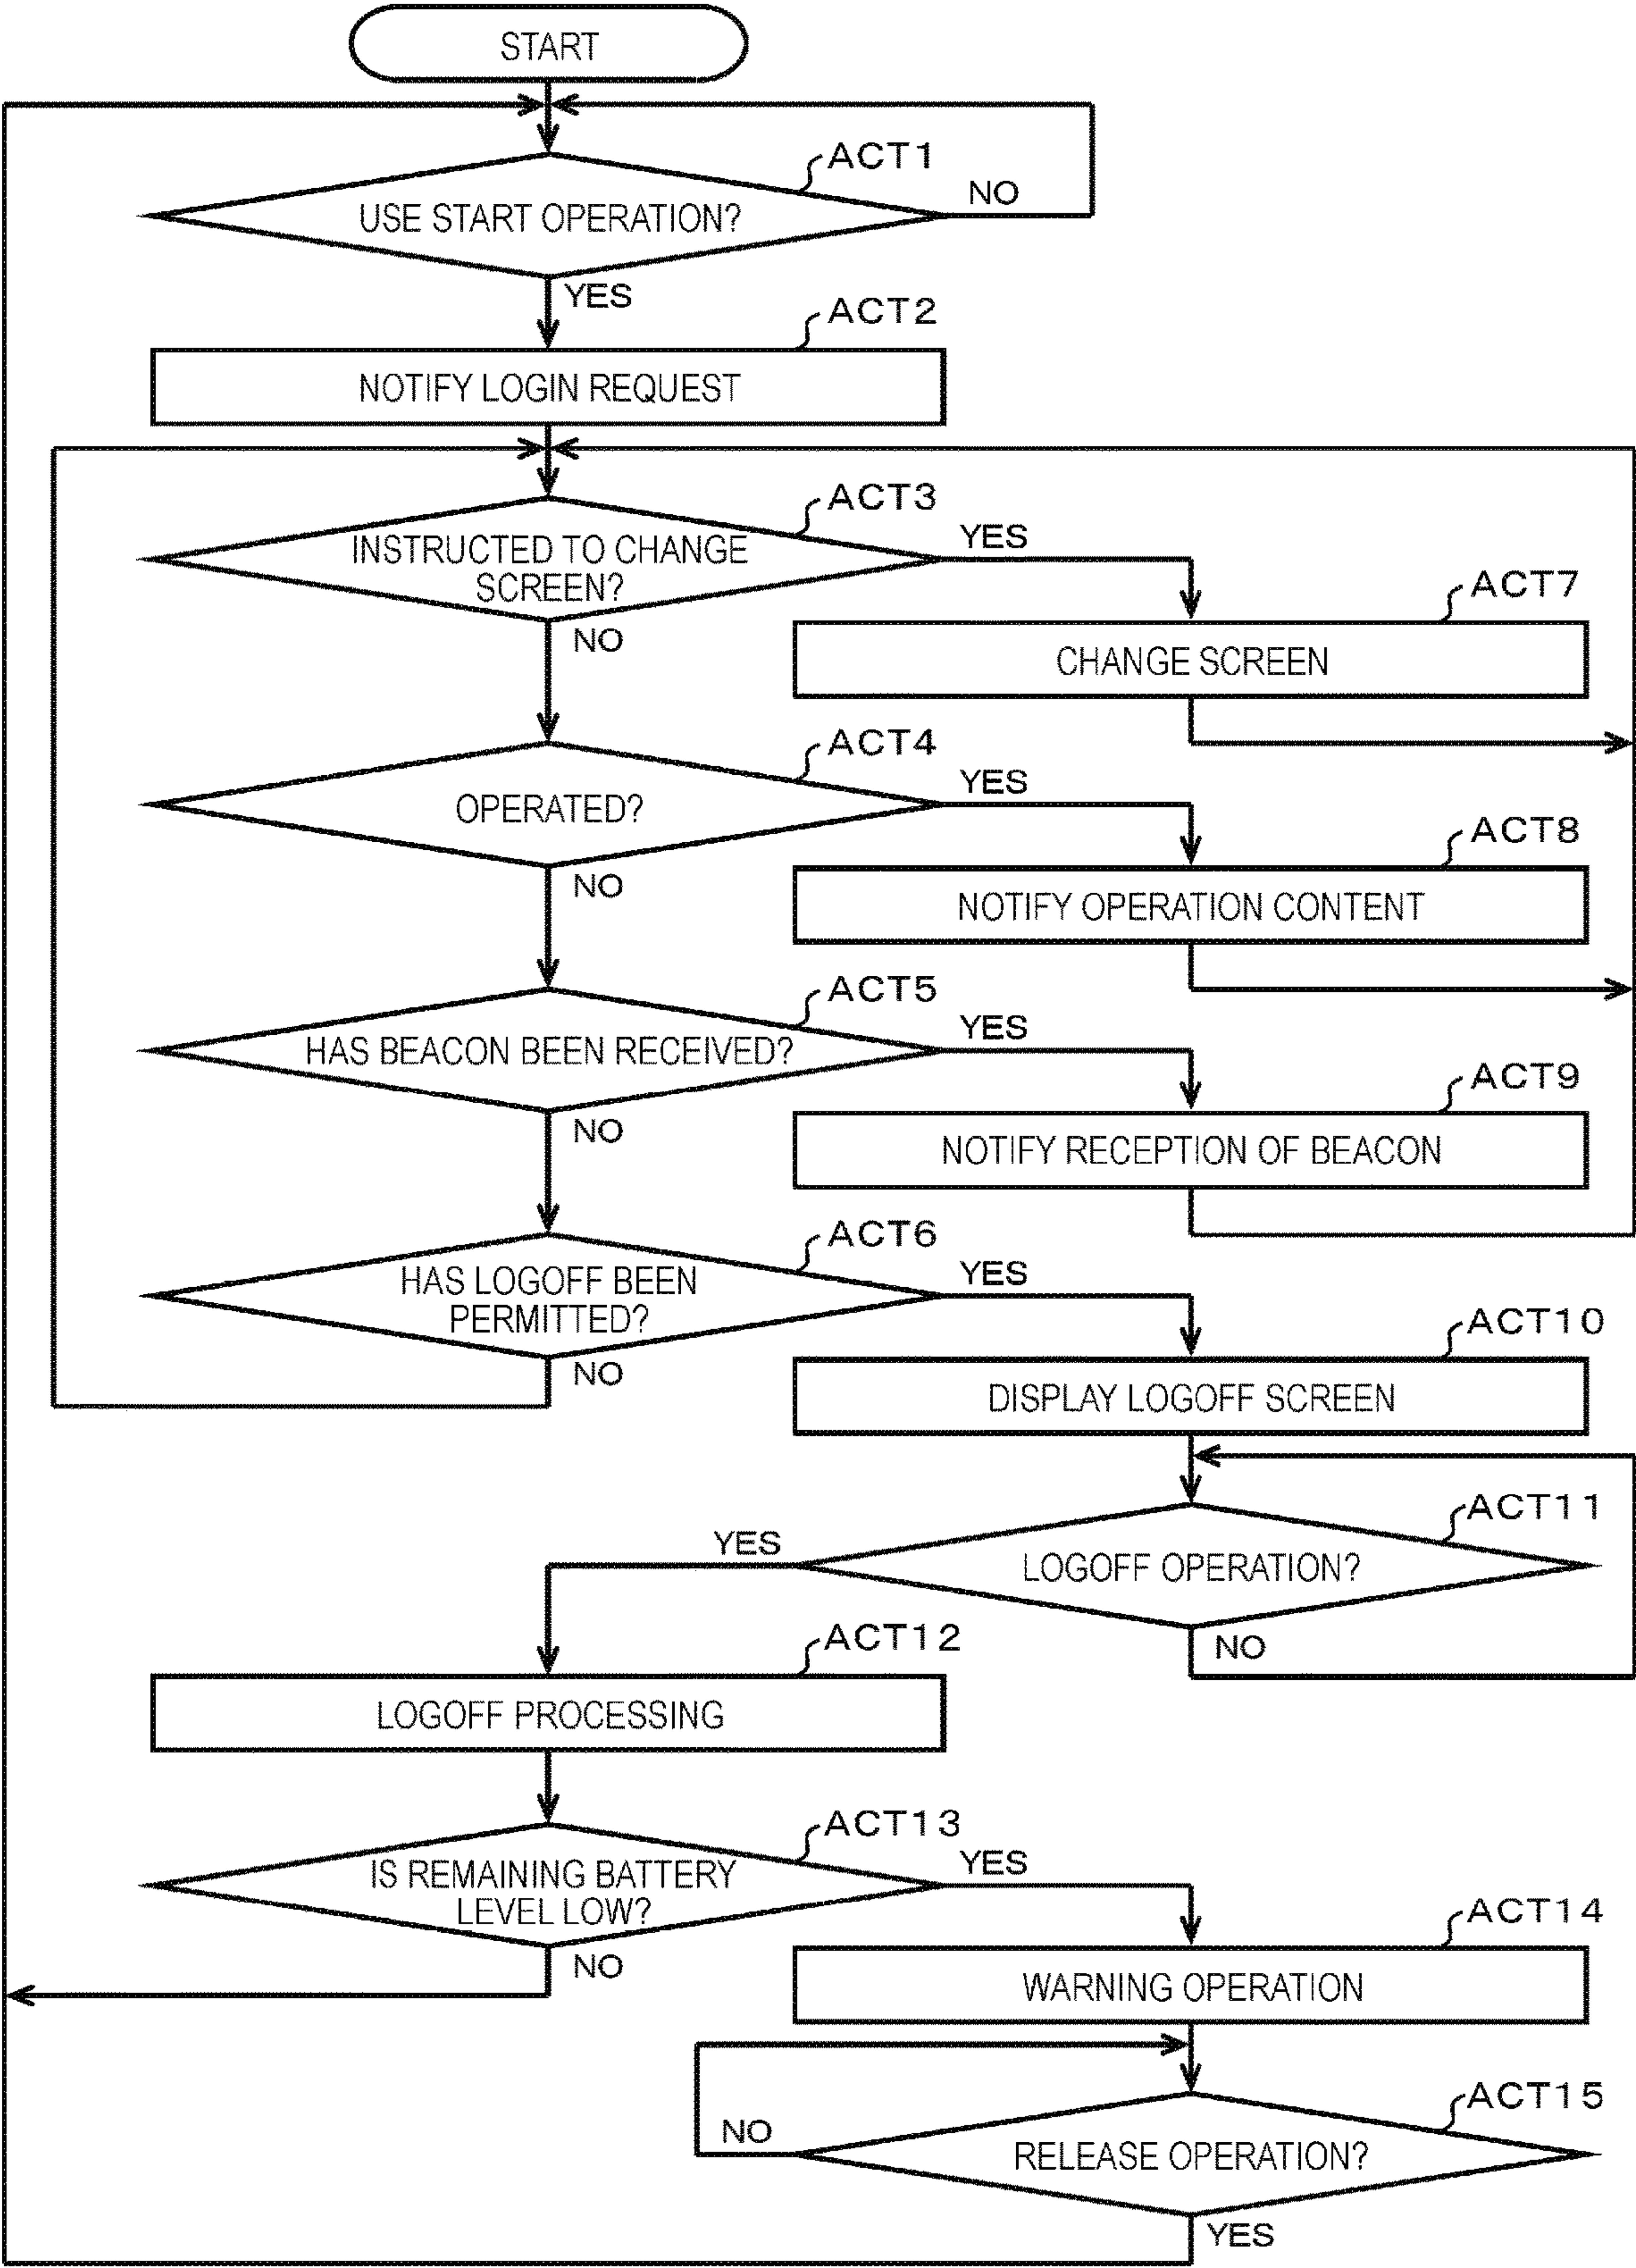 START
ACT1
NO
USE START OPERATION?
YES
ACT2
NOTIFY LOGIN REQUEST
ACT3
YES
INSTRUCTED TO CHANGE
SCREEN?
NO
ACT7
CHANGE SCREEN
ACT4
YES
OPERATED?
NO
ACT8
NOTIFY OPERATION CONTENT
ACT5
YES
HAS BEACON BEEN RECEIVED?
NO
ACT9
NOTIFY RECEPTION OF BEACON
ACT6
YES
HAS LOGOFF BEEN
PERMITTED?
NO
ACT10
DISPLAY LOGOFF SCREEN
ACT11
YES
LOGOFF OPERATION?
NO
ACT12
LOGOFF PROCESSING
ACT13
YES
IS REMAINING BATTERY
LEVEL LOW?
NO
ACT14
WARNING OPERATION
ACT15
NO
RELEASE OPERATION?
YES